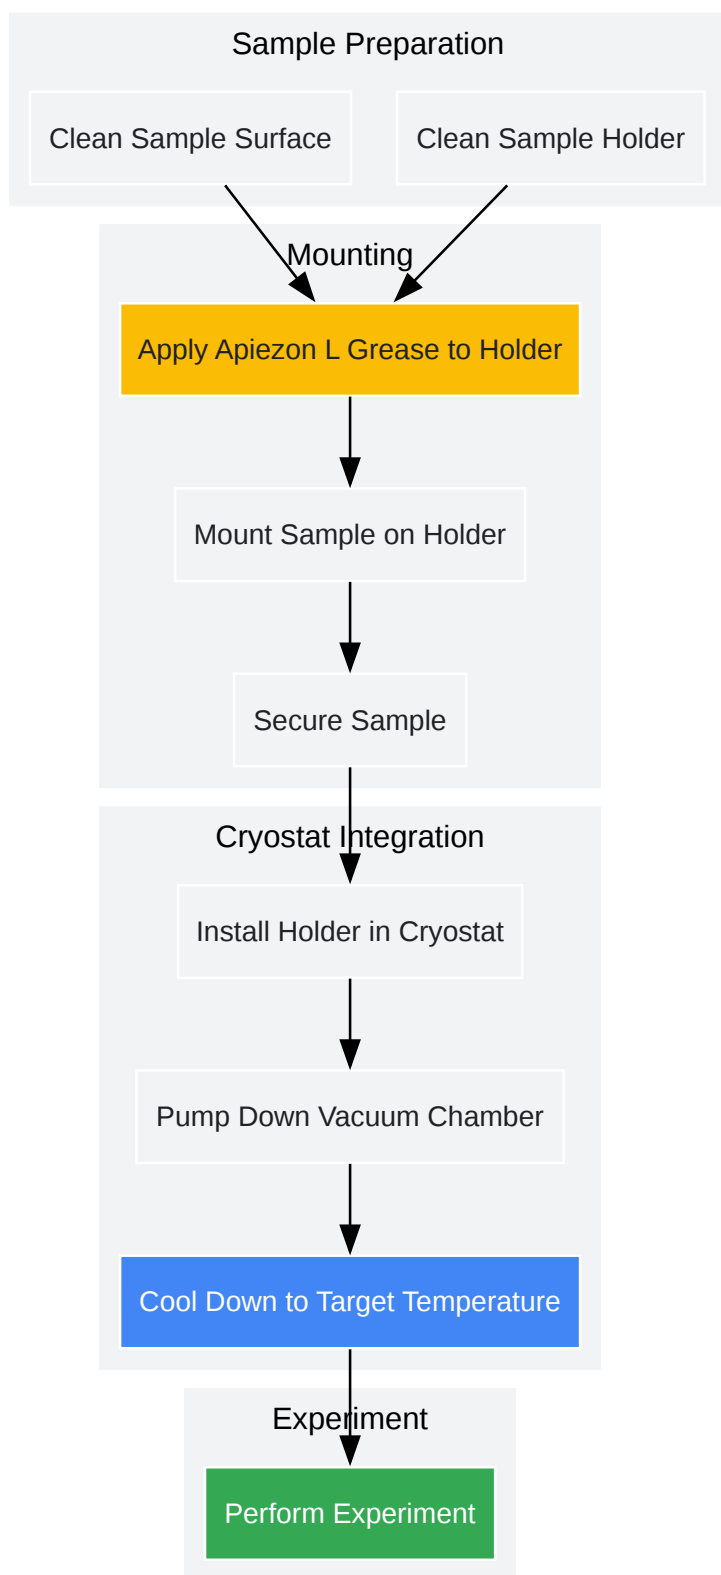 Sample Preparation
Clean Sample Surface
Clean Sample Holder
Mounting
Apply Apiezon L Grease to Holder
Mount Sample on Holder
Secure Sample
Cryostat Integration
Install Holder in Cryostat
Pump Down Vacuum Chamber
Cool Down to Target Temperature
Experiment
Perform Experiment